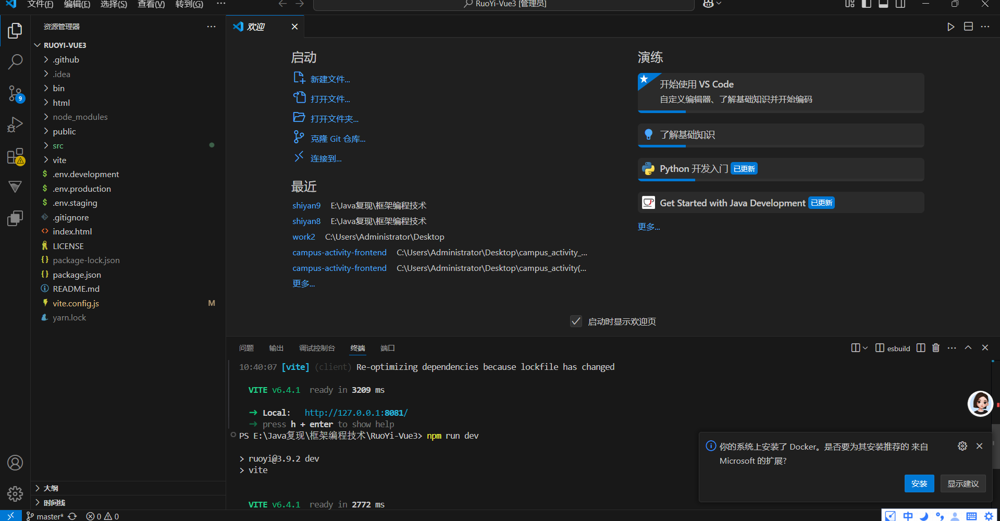 文件(F) 编辑(E) 选择(S) 查看(V) 转到(G) ··· RuoYi-Vue3 [管理员]
资源管理器
欢迎
RUOYI-VUE3
.github
.idea
bin
html
node_modules
public
src
vite
.env.development
.env.production
.env.staging
.gitignore
index.html
LICENSE
package-lock.json
package.json
README.md
vite.config.js M
yarn.lock
大纲
时间线
9
启动
新建文件...
打开文件...
打开文件夹...
克隆 Git 仓库...
连接到...
最近
shiyan9 E:\Java复现\框架编程技术
shiyan8 E:\Java复现\框架编程技术
work2 C:\Users\Administrator\Desktop
campus-activity-frontend C:\Users\Administrator\Desktop\campus_activity_...
campus-activity-frontend C:\Users\Administrator\Desktop\campus_activity(...
更多...
演练
开始使用 VS Code
自定义编辑器、了解基础知识并开始编码
了解基础知识
Python 开发入门 已更新
Get Started with Java Development 已更新
更多...
启动时显示欢迎页
问题 输出 调试控制台 终端 端口 esbuild
10:40:07 [vite] (client) Re-optimizing dependencies because lockfile has changed
VITE v6.4.1 ready in 3209 ms
➜ Local: http://127.0.0.1:8081/
➜ press h + enter to show help
PS E:\Java复现\框架编程技术\RuoYi-Vue3> npm run dev
> ruoyi@3.9.2 dev
> vite
VITE v6.4.1 ready in 2772 ms
你的系统上安装了 Docker。是否要为其安装推荐的 来自
Microsoft 的扩展?
安装 显示建议
master* 0 0
中